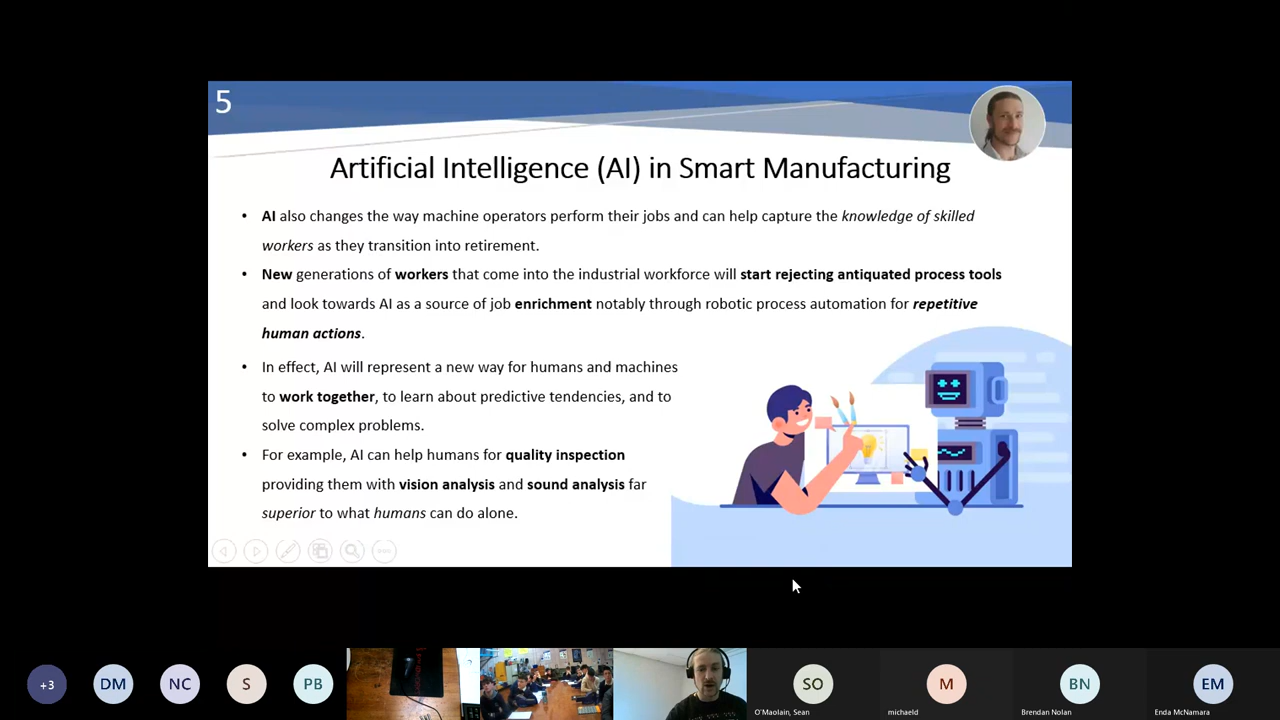 5
Artificial Intelligence (AI) in Smart Manufacturing
• AI also changes the way machine operators perform their jobs and can help capture the knowledge of skilled
workers as they transition into retirement.
• New generations of workers that come into the industrial workforce will start rejecting antiquated process tools
and look towards AI as a source of job enrichment notably through robotic process automation for repetitive
human actions.
• In effect, AI will represent a new way for humans and machines
to work together, to learn about predictive tendencies, and to
solve complex problems.
• For example, AI can help humans for quality inspection
providing them with vision analysis and sound analysis far
superior to what humans can do alone.
+3
DM
NC
S
PB
SO
M
BN
EM
O'Maolain, Sean
michaeld
Brendan Nolan
Enda McNamara